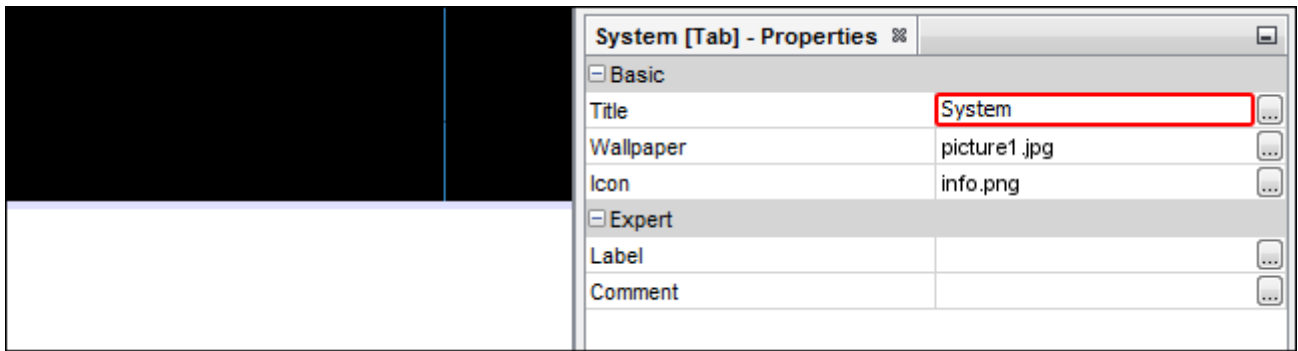 System [Tab] - Properties
Basic
Title System ...
Wallpaper picture1.jpg ...
Icon info.png ...
Expert
Label ...
Comment ...